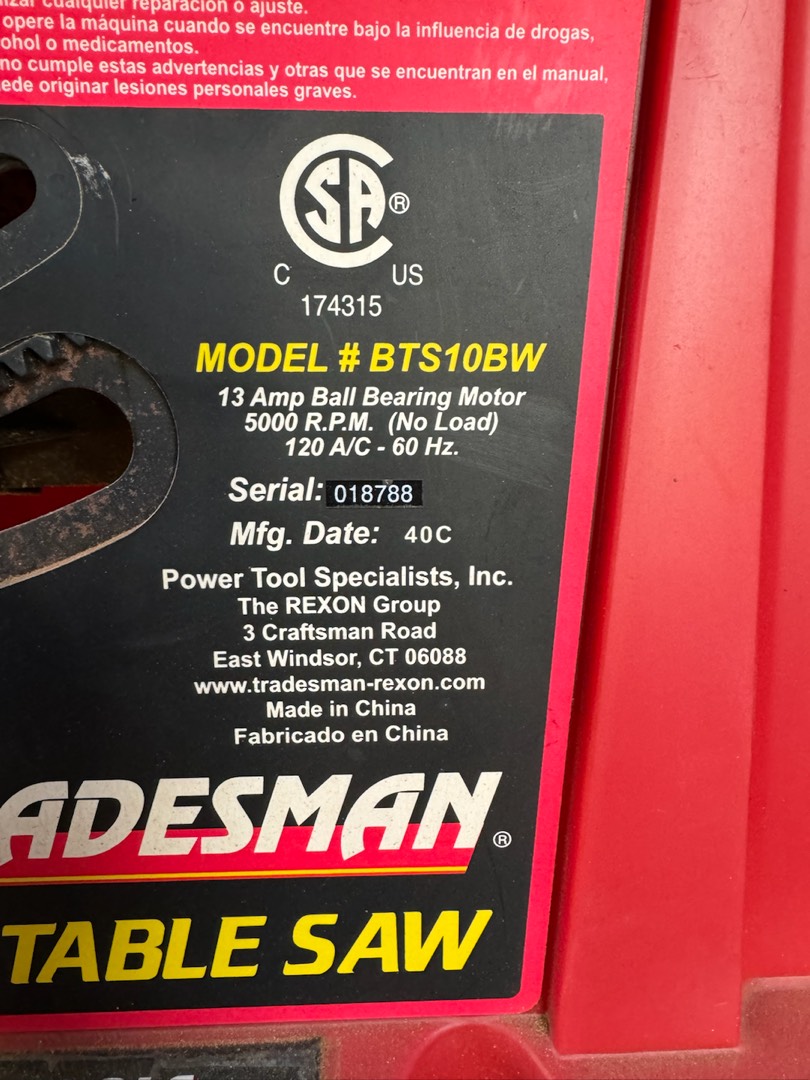 cualquier reparación o ajuste.
opere la máquina cuando se encuentre bajo la influencia de drogas,
ohol o medicamentos.
no cumple estas advertencias y otras que se encuentran en el manual,
ede originar lesiones personales graves.
CSA®
C US
174315
MODEL # BTS10BW
13 Amp Ball Bearing Motor
5000 R.P.M. (No Load)
120 A/C - 60 Hz.
Serial: 018788
Mfg. Date: 40C
Power Tool Specialists, Inc.
The REXON Group
3 Craftsman Road
East Windsor, CT 06088
www.tradesman-rexon.com
Made in China
Fabricado en China
ADESMAN®
TABLE SAW